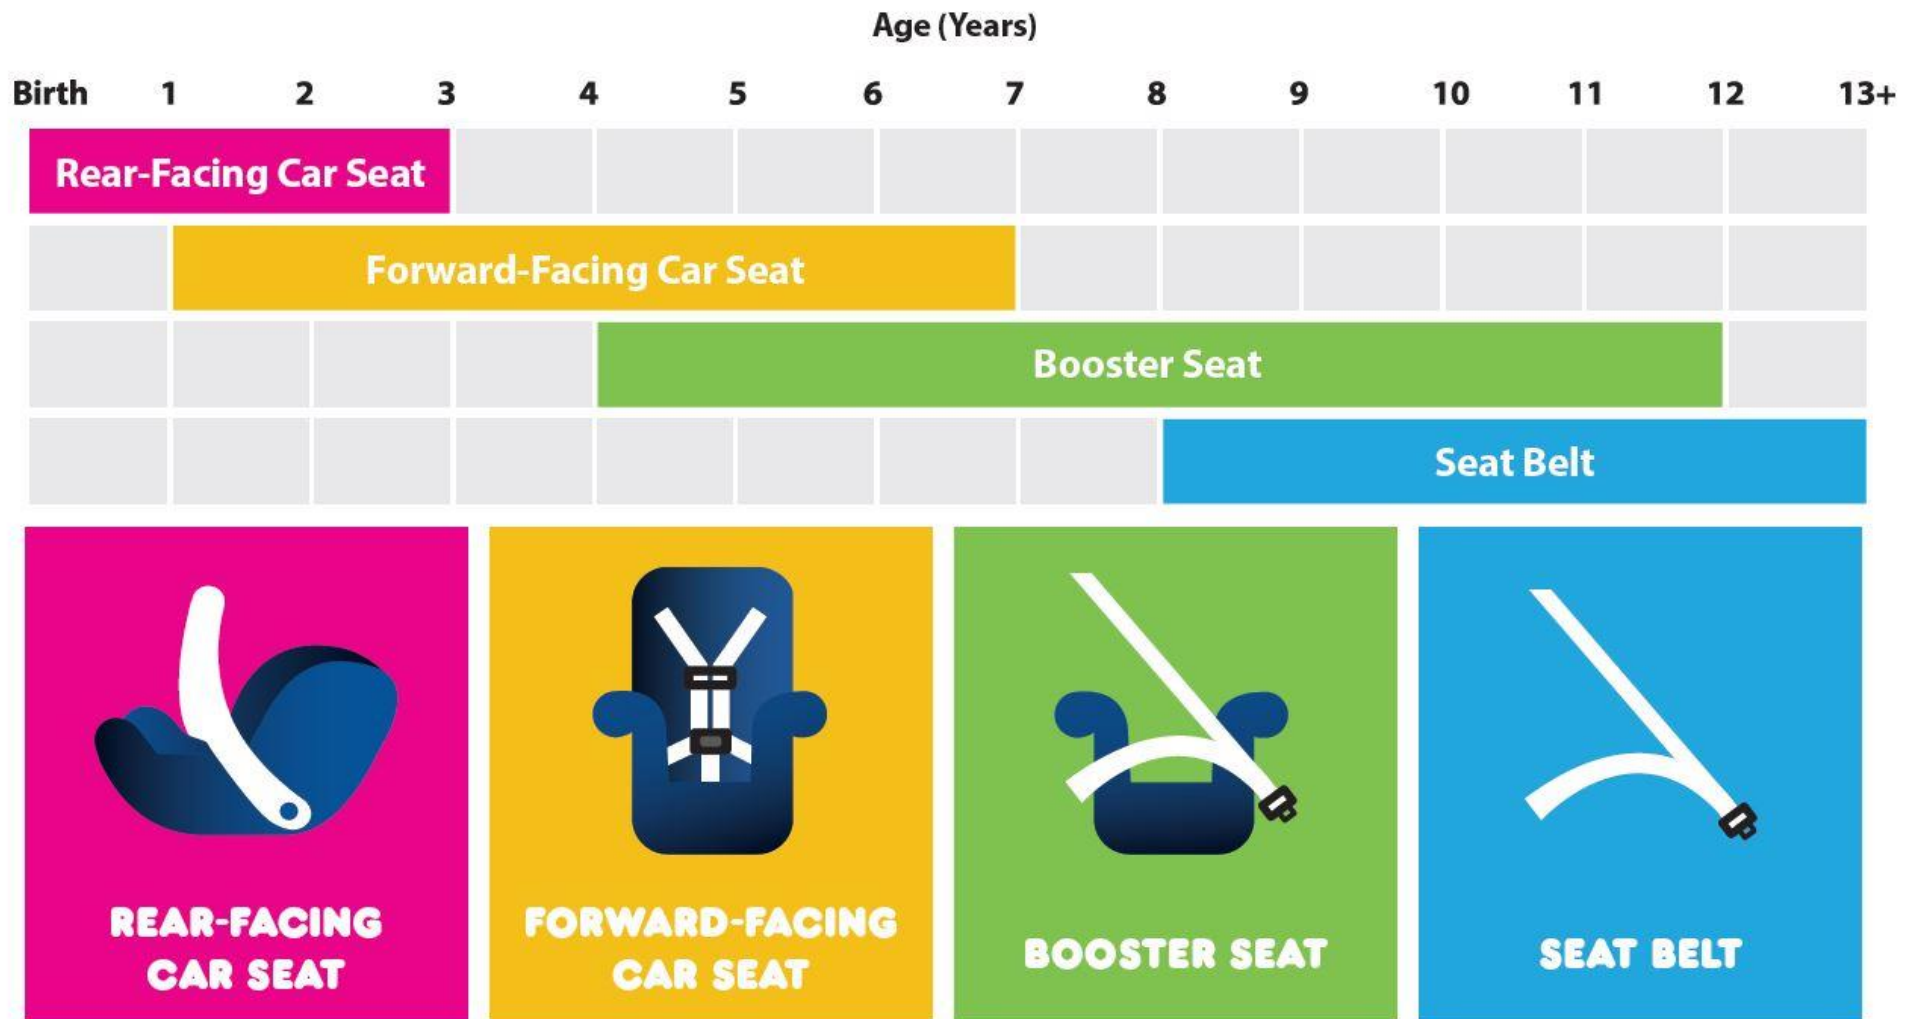 Age (Years)
Birth 1 2 3 4 5 6 7 8 9 10 11 12 13+
Rear-Facing Car Seat
Forward-Facing Car Seat
Booster Seat
Seat Belt
REAR-FACING
CAR SEAT
FORWARD-FACING
CAR SEAT
BOOSTER SEAT
SEAT BELT